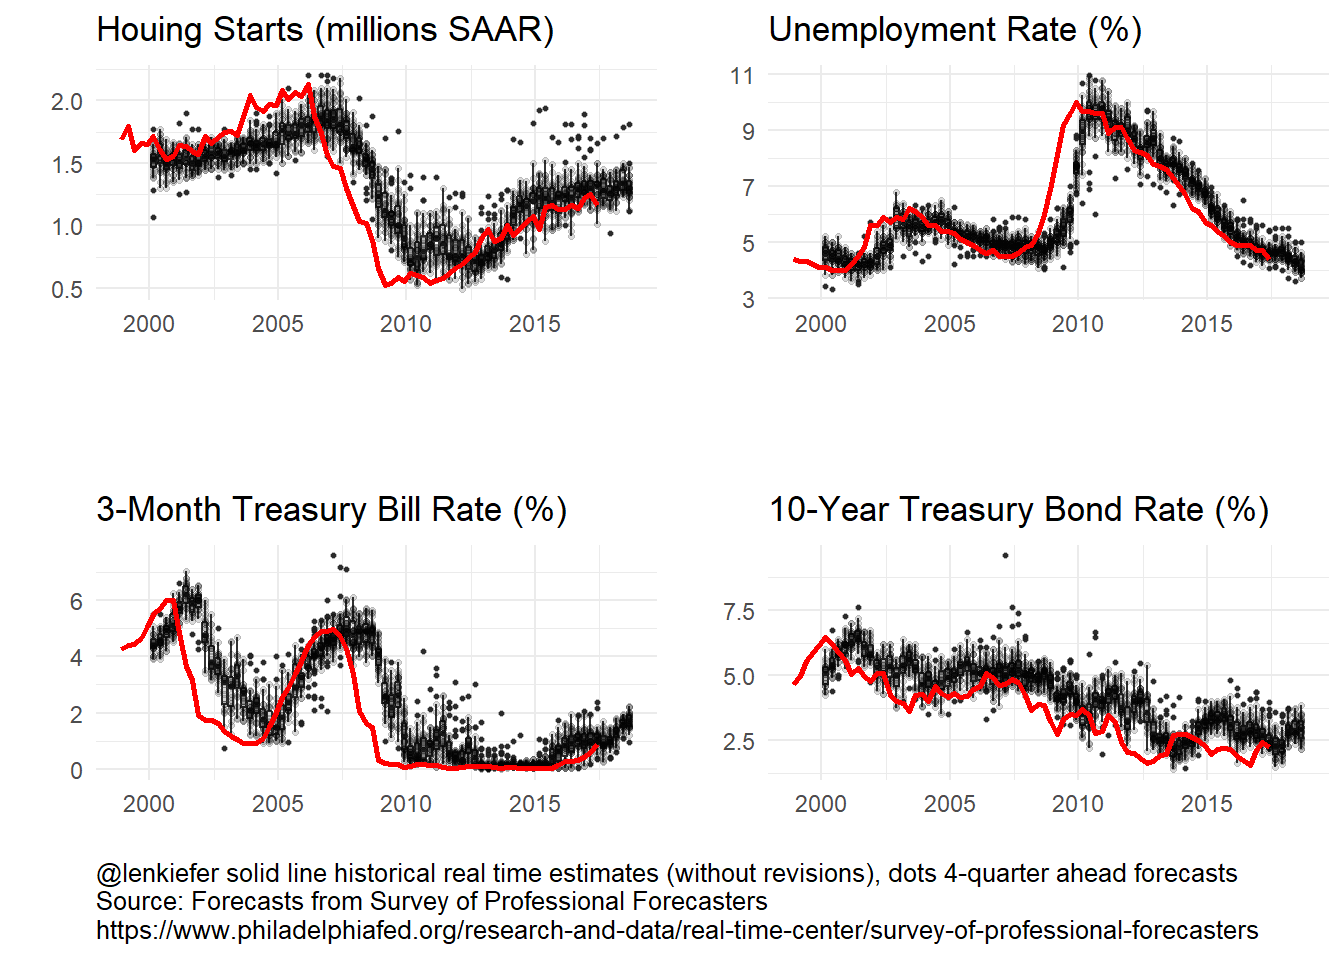 Houing Starts (millions SAAR)
2.0
1.5
1.0
0.5
2000 2005 2010 2015
Unemployment Rate (%)
11
9
7
5
3
2000 2005 2010 2015
3-Month Treasury Bill Rate (%)
6
4
2
0
2000 2005 2010 2015
10-Year Treasury Bond Rate (%)
7.5
5.0
2.5
2000 2005 2010 2015
@lenkiefer solid line historical real time estimates (without revisions), dots 4-quarter ahead forecasts
Source: Forecasts from Survey of Professional Forecasters
https://www.philadelphiafed.org/research-and-data/real-time-center/survey-of-professional-forecasters